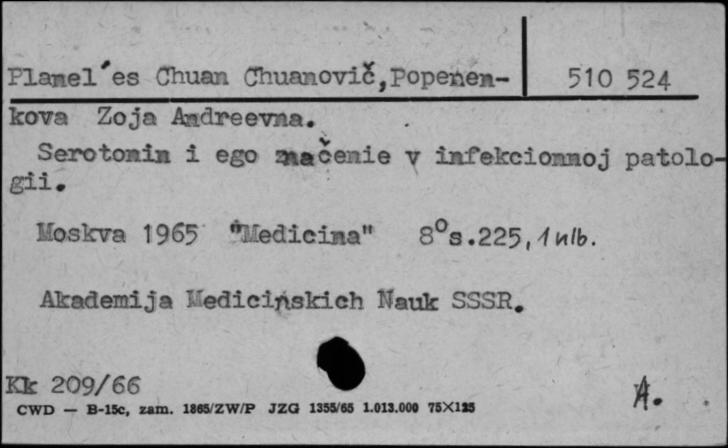 Planel´es Chuan Chuanovič,Popenen- 510 524
kova Zoja Andreevna.
Serotonin i ego značenie v infekcionnoj patolo-
gii.
Moskva 1965 "Medicina" 8°s.225, 1 nlb.
Akademija Medicinskich Nauk SSSR.
Kk 209/66 A.
CWD — B-15c, zam. 1865/ZW/P JZG 1355/65 1.013.000 75X125